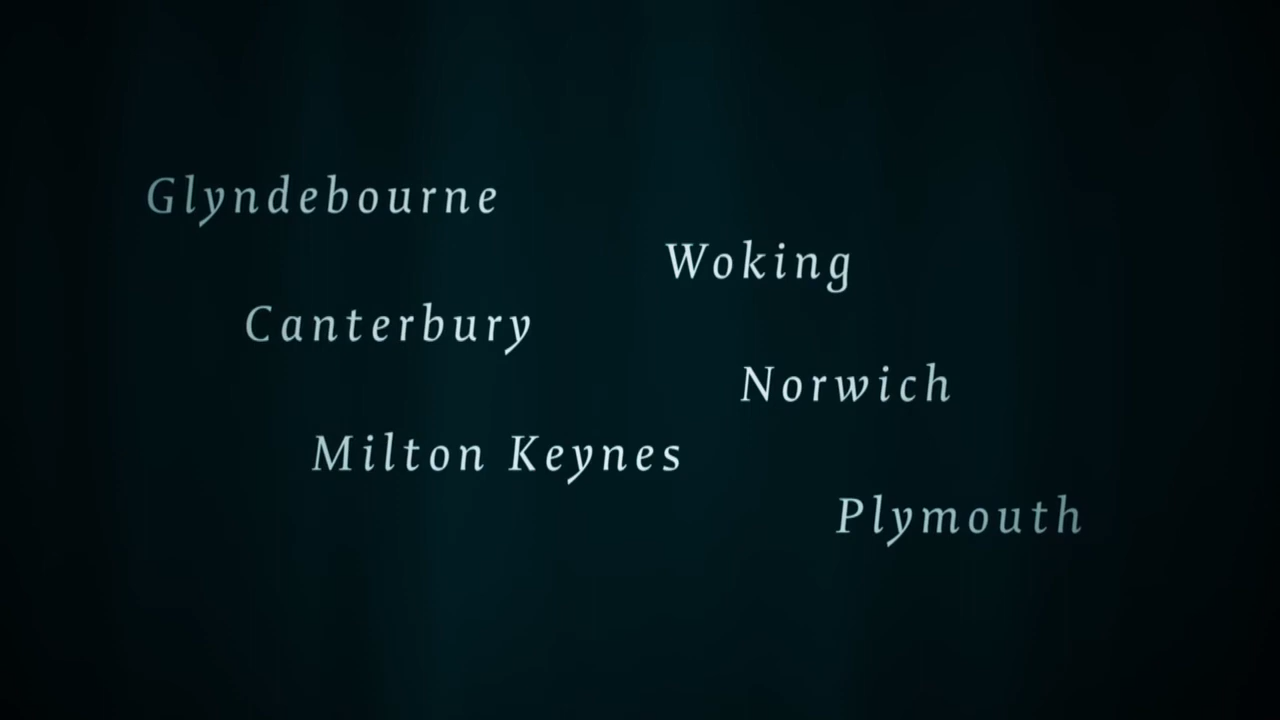 Glyndebourne
Woking
Canterbury
Norwich
Milton Keynes
Plymouth